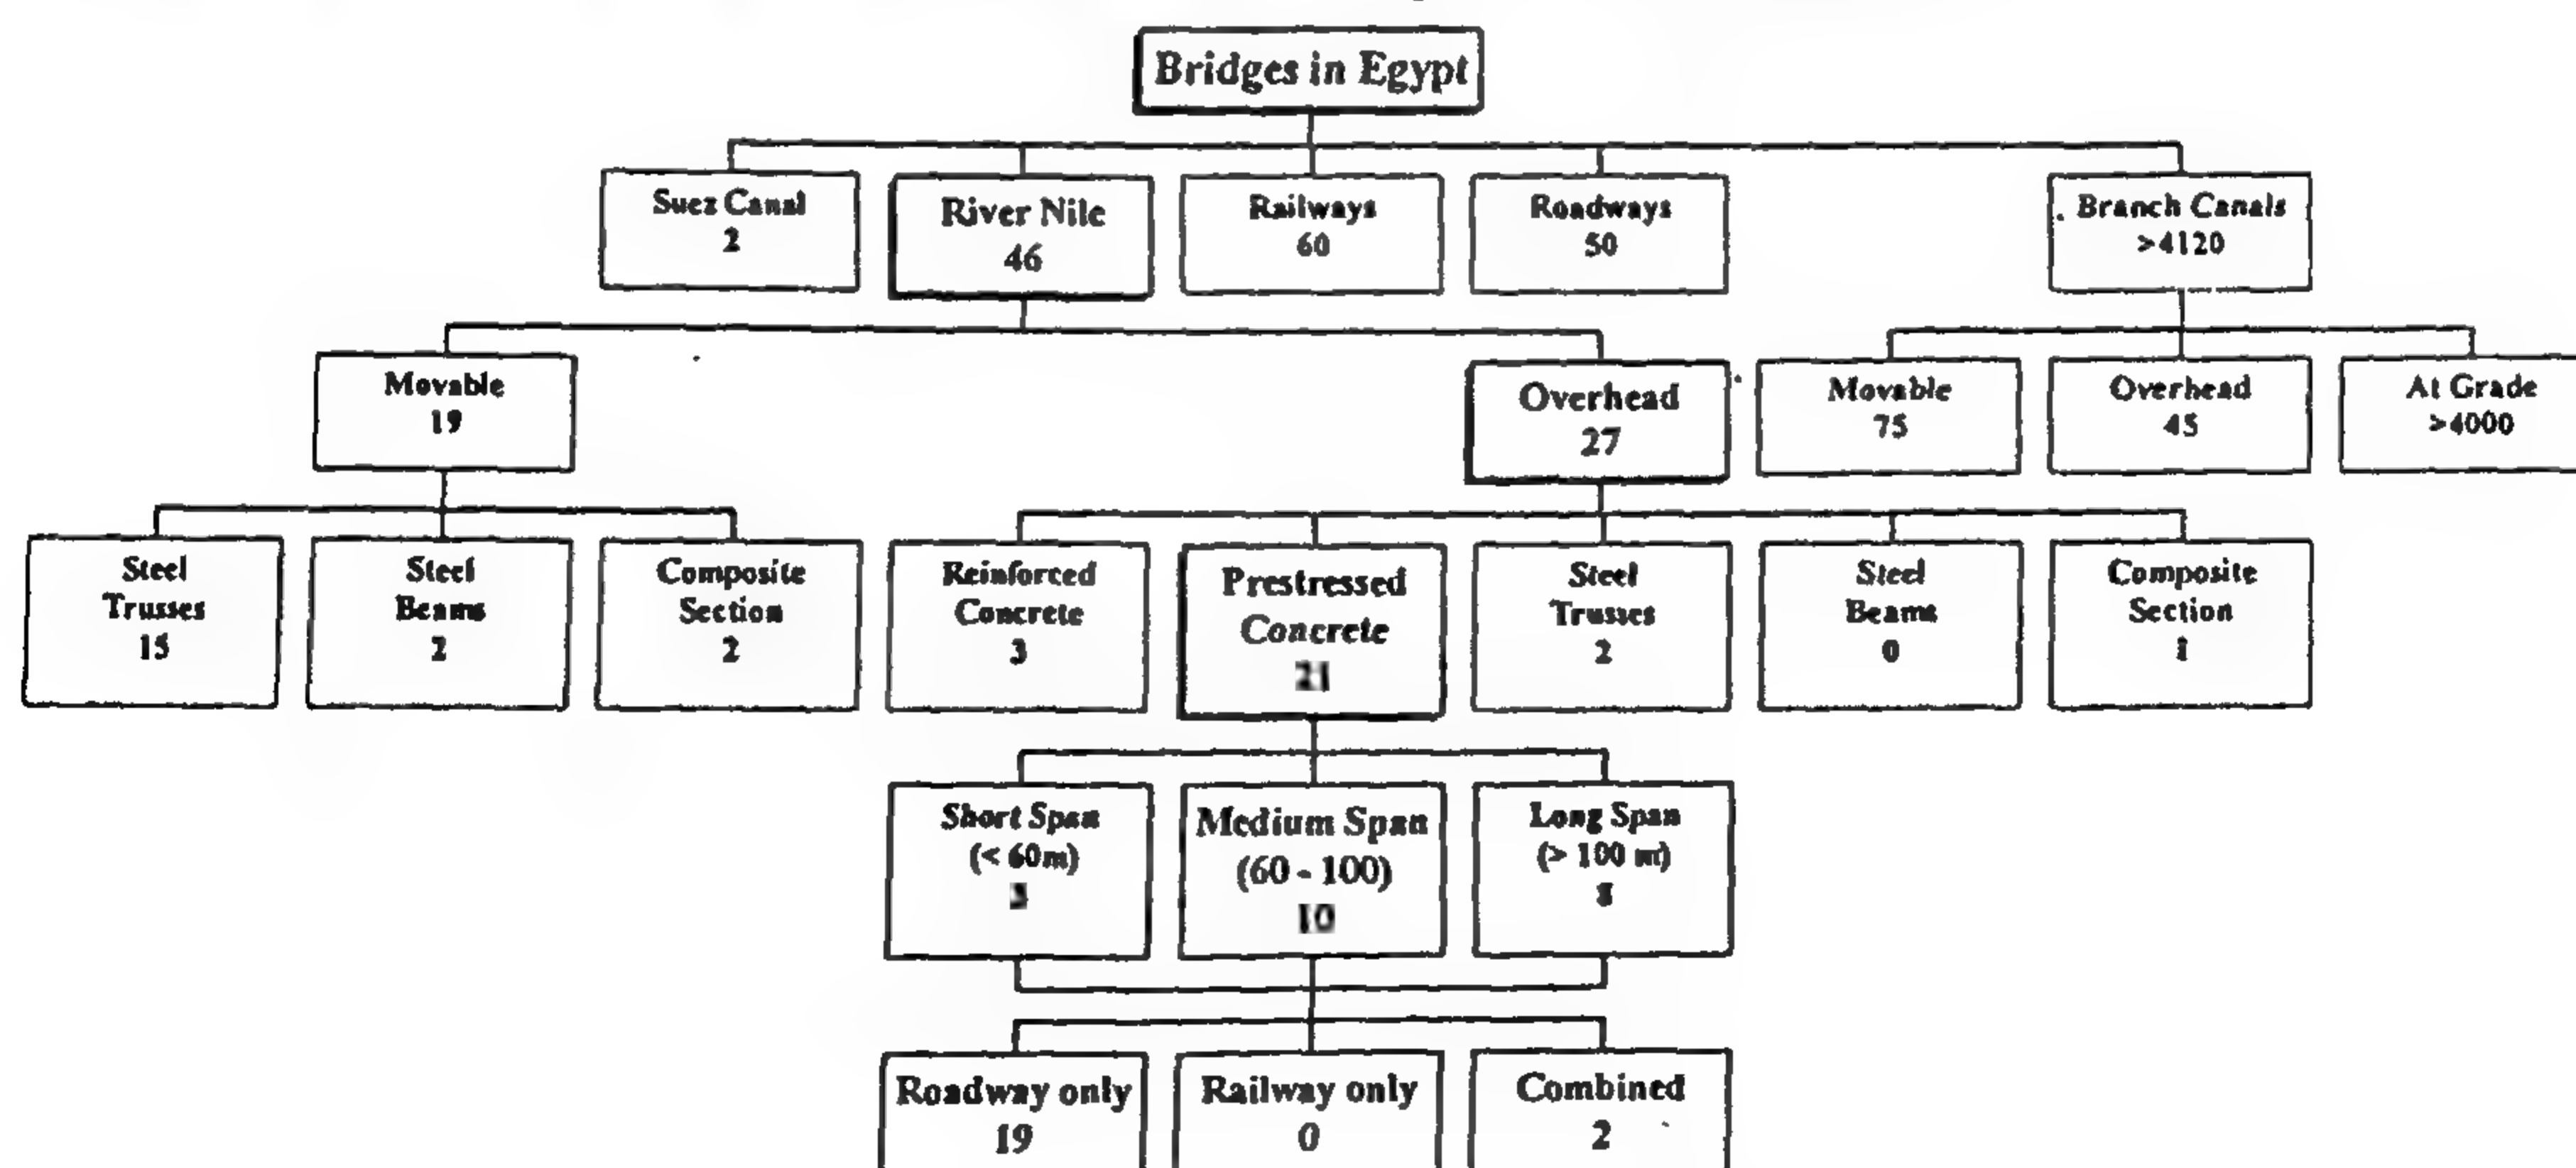 Bridges in Egypt
Suez Canal
2
River Nile
46
Railways
60
Roadways
50
Branch Canals
>4120
Movable
19
Overhead
27
Movable
75
Overhead
45
At Grade
>4000
Steel
Trusses
15
Steel
Beams
2
Composite
Section
2
Reinforced
Concrete
3
Prestressed
Concrete
21
Steel
Trusses
2
Steel
Beams
0
Composite
Section
1
Short Span
(< 60m)
3
Medium Span
(60 - 100)
10
Long Span
(> 100 m)
8
Roadway only
19
Railway only
0
Combined
2